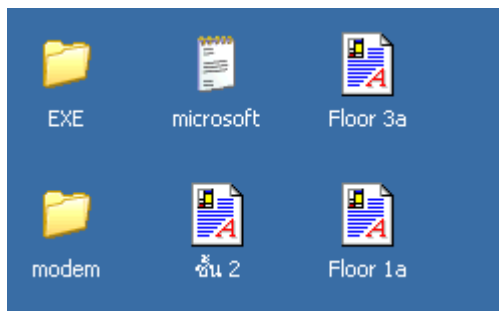 EXE
microsoft
Floor 3a
modem
ชั้น 2
Floor 1a